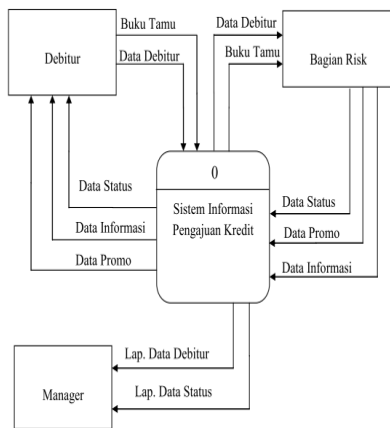 Buku Tamu
Data Debitur
Debitur
Data Debitur
Buku Tamu
Bagian Risk
0
Sistem Informasi
Pengajuan Kredit
Data Status
Data Informasi
Data Promo
Data Status
Data Promo
Data Informasi
Lap. Data Debitur
Lap. Data Status
Manager